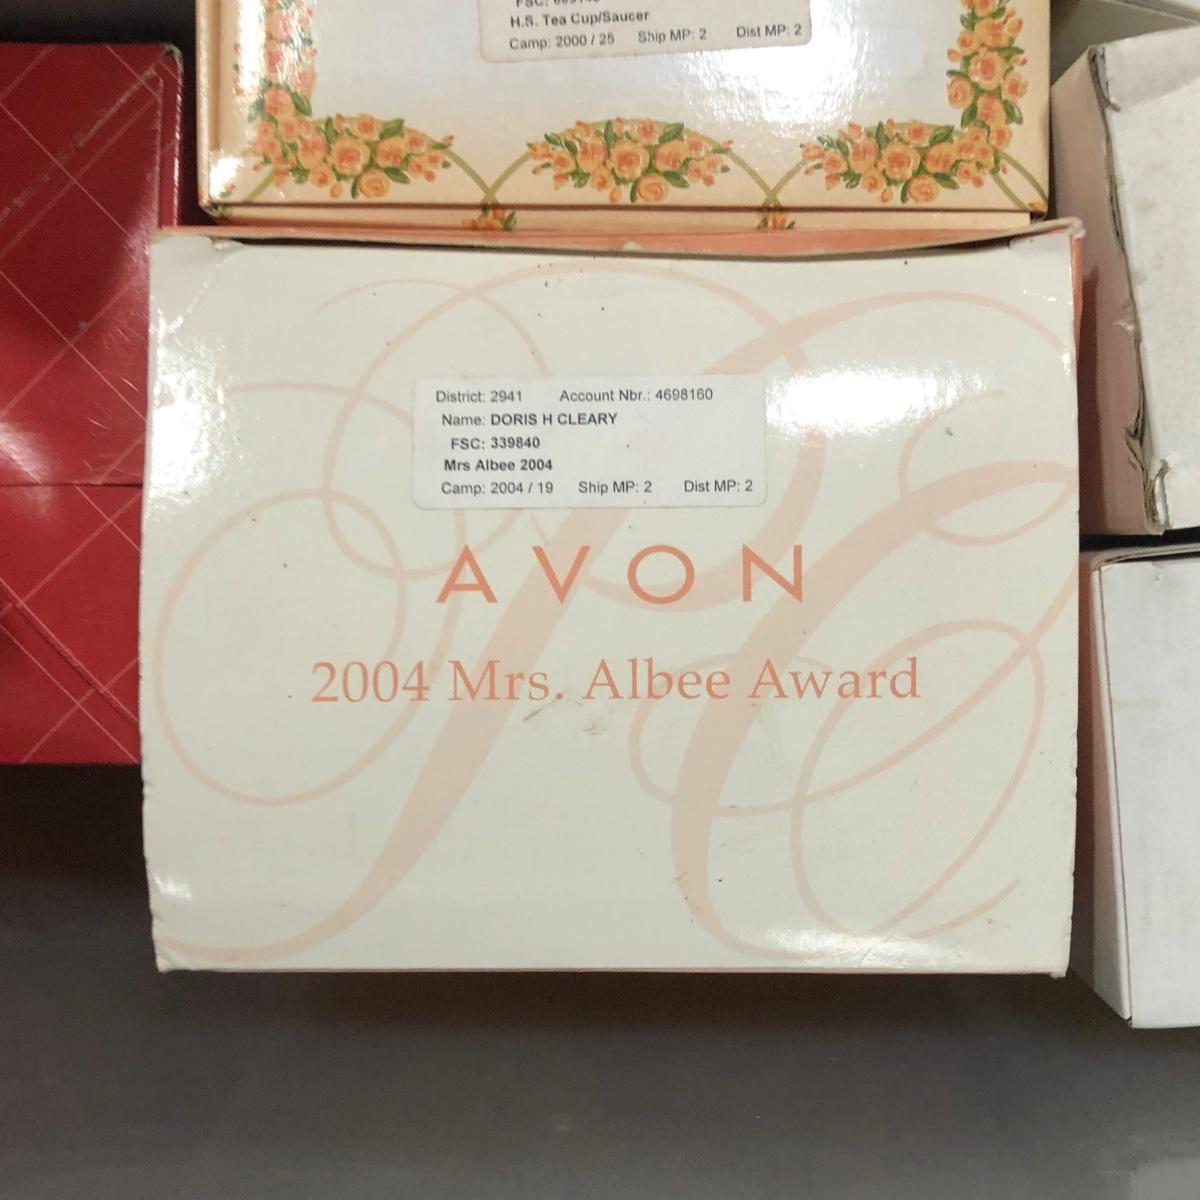 H.S. Tea Cup/Saucer
Camp: 2000 / 25 Ship MP: 2 Dist MP: 2
District: 2941 Account Nbr.: 4698160
Name: DORIS H CLEARY
FSC: 339840
Mrs Albee 2004
Camp: 2004 / 19 Ship MP: 2 Dist MP: 2
AVON
2004 Mrs. Albee Award